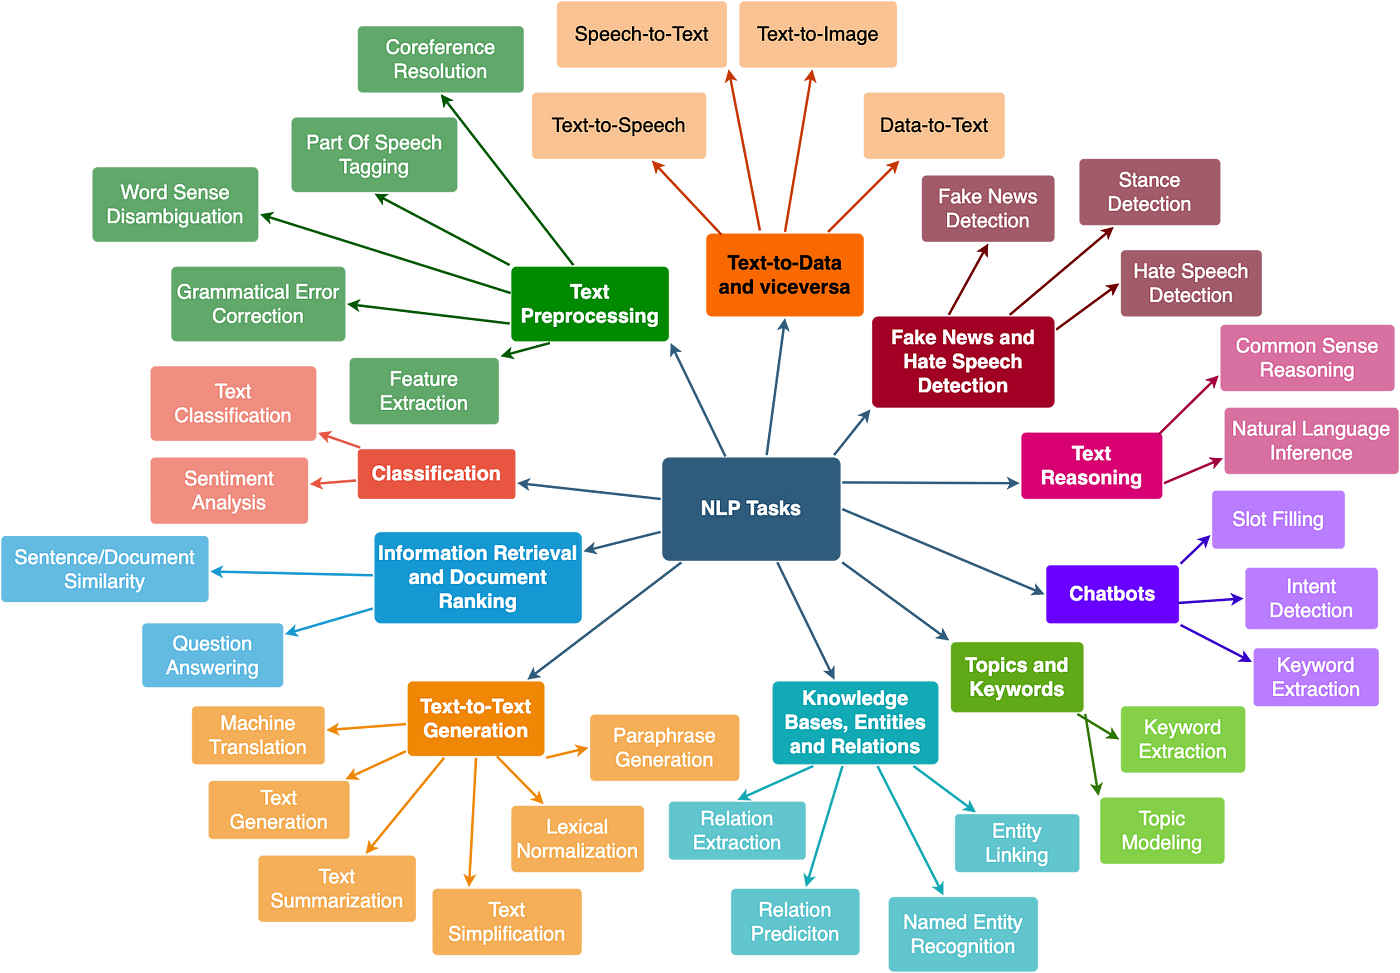 Speech-to-Text
Text-to-Image
Coreference
Resolution
Text-to-Speech
Data-to-Text
Part Of Speech
Tagging
Word Sense
Disambiguation
Fake News
Detection
Stance
Detection
Hate Speech
Detection
Grammatical Error
Correction
Text
Preprocessing
Text-to-Data
and viceversa
Fake News and
Hate Speech
Detection
Common Sense
Reasoning
Feature
Extraction
Text
Classification
Natural Language
Inference
Classification
Text
Reasoning
Sentiment
Analysis
NLP Tasks
Slot Filling
Information Retrieval
and Document
Ranking
Sentence/Document
Similarity
Chatbots
Intent
Detection
Question
Answering
Keyword
Extraction
Topics and
Keywords
Text-to-Text
Generation
Knowledge
Bases, Entities
and Relations
Machine
Translation
Paraphrase
Generation
Keyword
Extraction
Text
Generation
Lexical
Normalization
Relation
Extraction
Entity
Linking
Topic
Modeling
Text
Summarization
Text
Simplification
Relation
Prediciton
Named Entity
Recognition